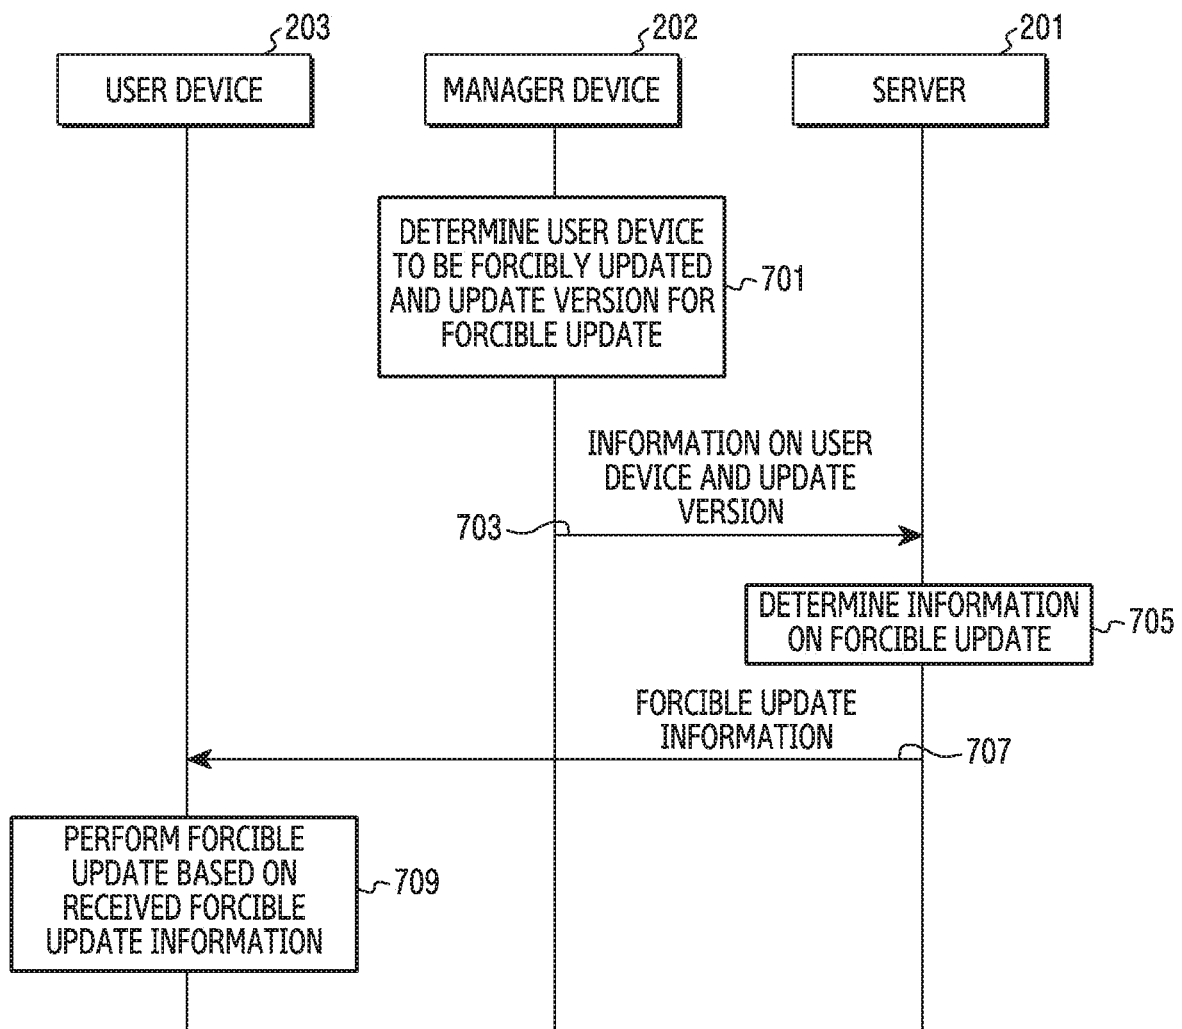 203
202
201
USER DEVICE
MANAGER DEVICE
SERVER
DETERMINE USER DEVICE
TO BE FORCIBLY UPDATED
AND UPDATE VERSION FOR
FORCIBLE UPDATE
701
INFORMATION ON USER
DEVICE AND UPDATE
VERSION
703
DETERMINE INFORMATION
ON FORCIBLE UPDATE
705
FORCIBLE UPDATE
INFORMATION
707
PERFORM FORCIBLE
UPDATE BASED ON
RECEIVED FORCIBLE
UPDATE INFORMATION
709